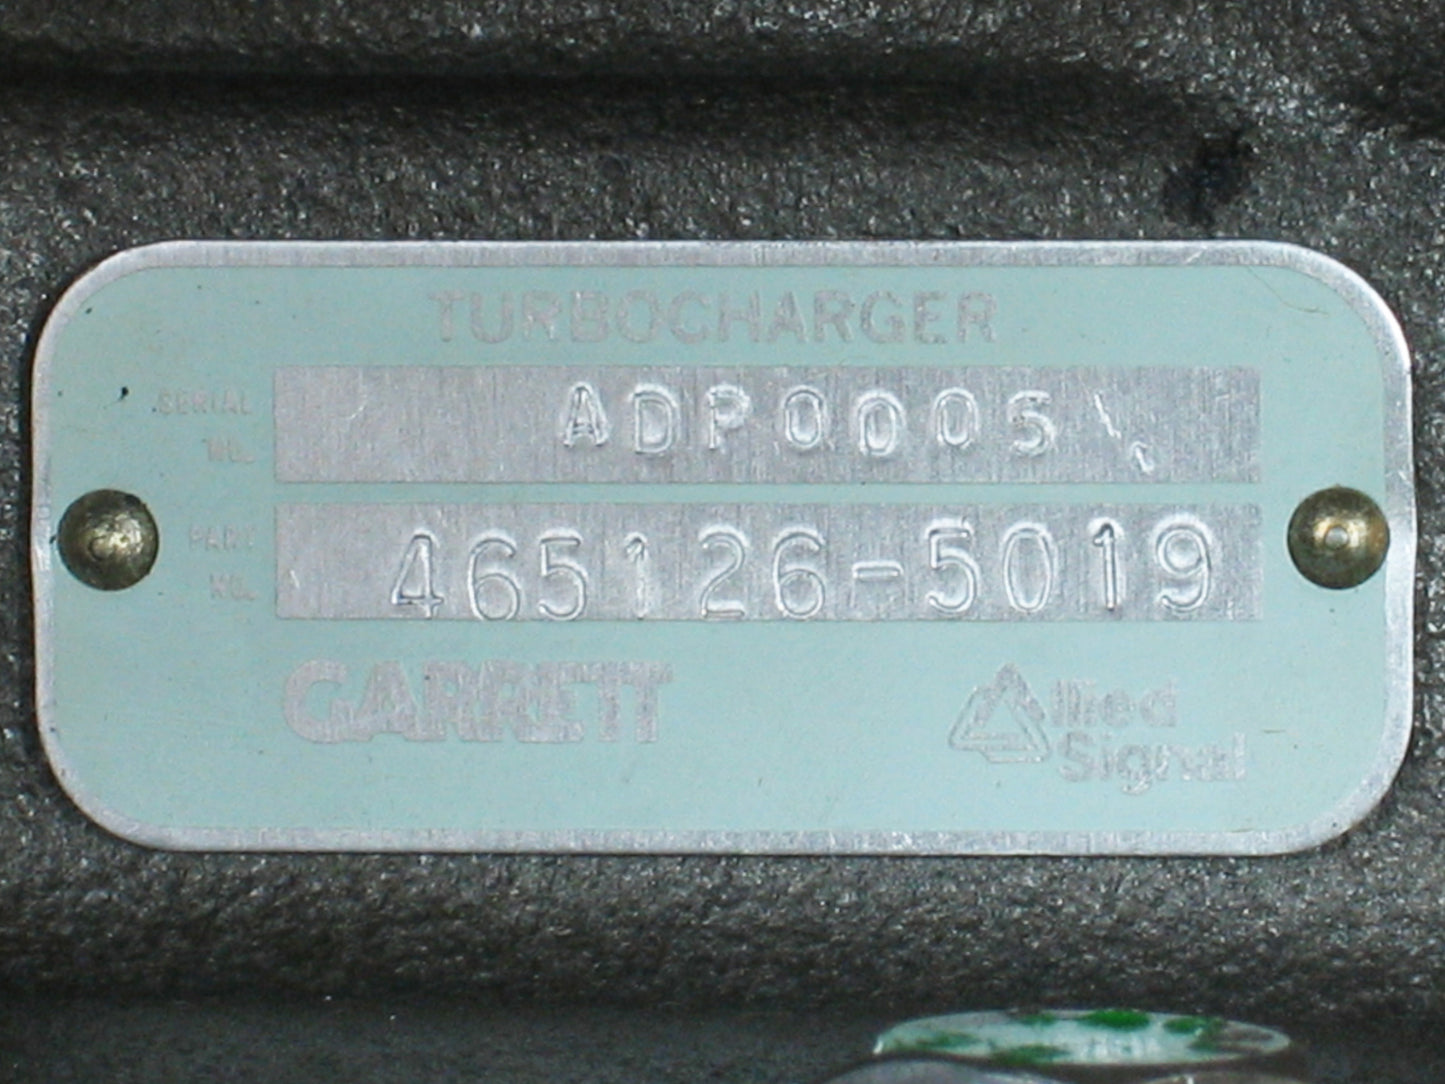 TURBOCHARGER
SERIAL NO. ADP0005
PART NO. 465126-5019
GARRETT
Allied
Signal